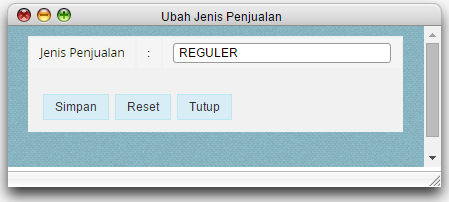 Ubah Jenis Penjualan
Jenis Penjualan : REGULER
Simpan Reset Tutup